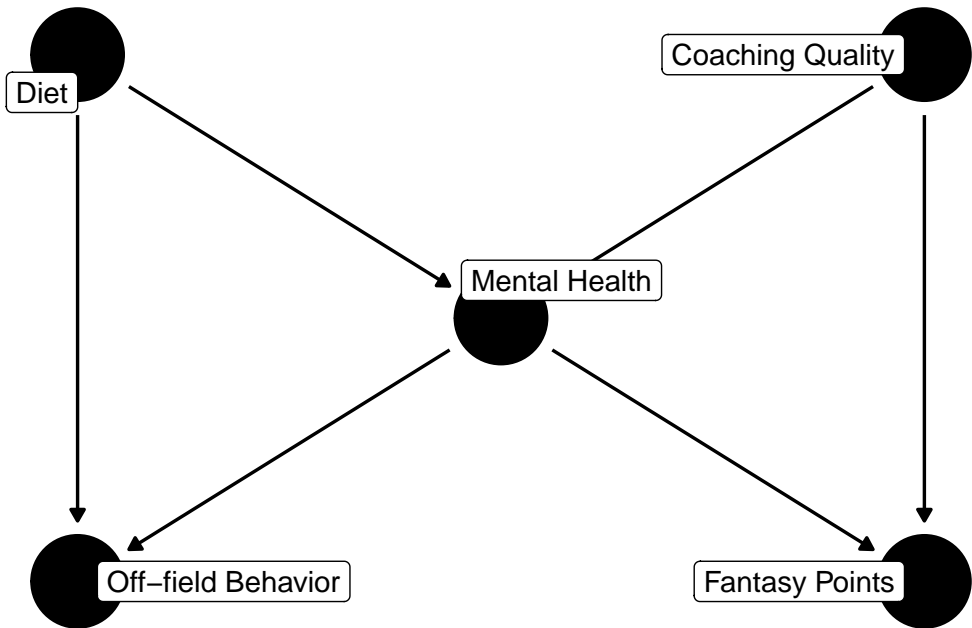 Coaching Quality
Diet
Mental Health
Off−field Behavior
Fantasy Points